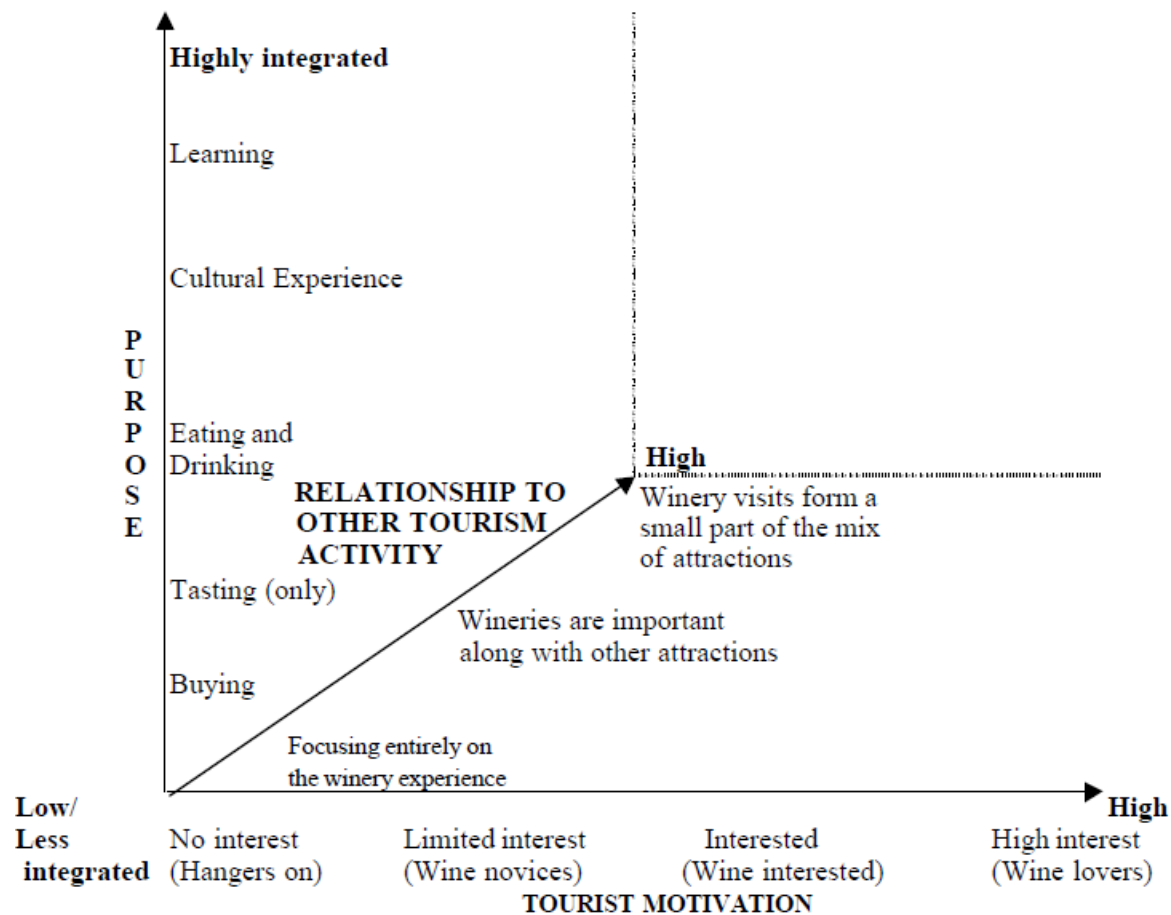 Highly integrated
Learning
Cultural Experience
PURPOSE
Eating and
Drinking
High
RELATIONSHIP TO
OTHER TOURISM
ACTIVITY
Winery visits form a
small part of the mix
of attractions
Tasting (only)
Wineries are important
along with other attractions
Buying
Focusing entirely on
the winery experience
Low/
Less
integrated
High
No interest
(Hangers on)
Limited interest
(Wine novices)
Interested
(Wine interested)
High interest
(Wine lovers)
TOURIST MOTIVATION